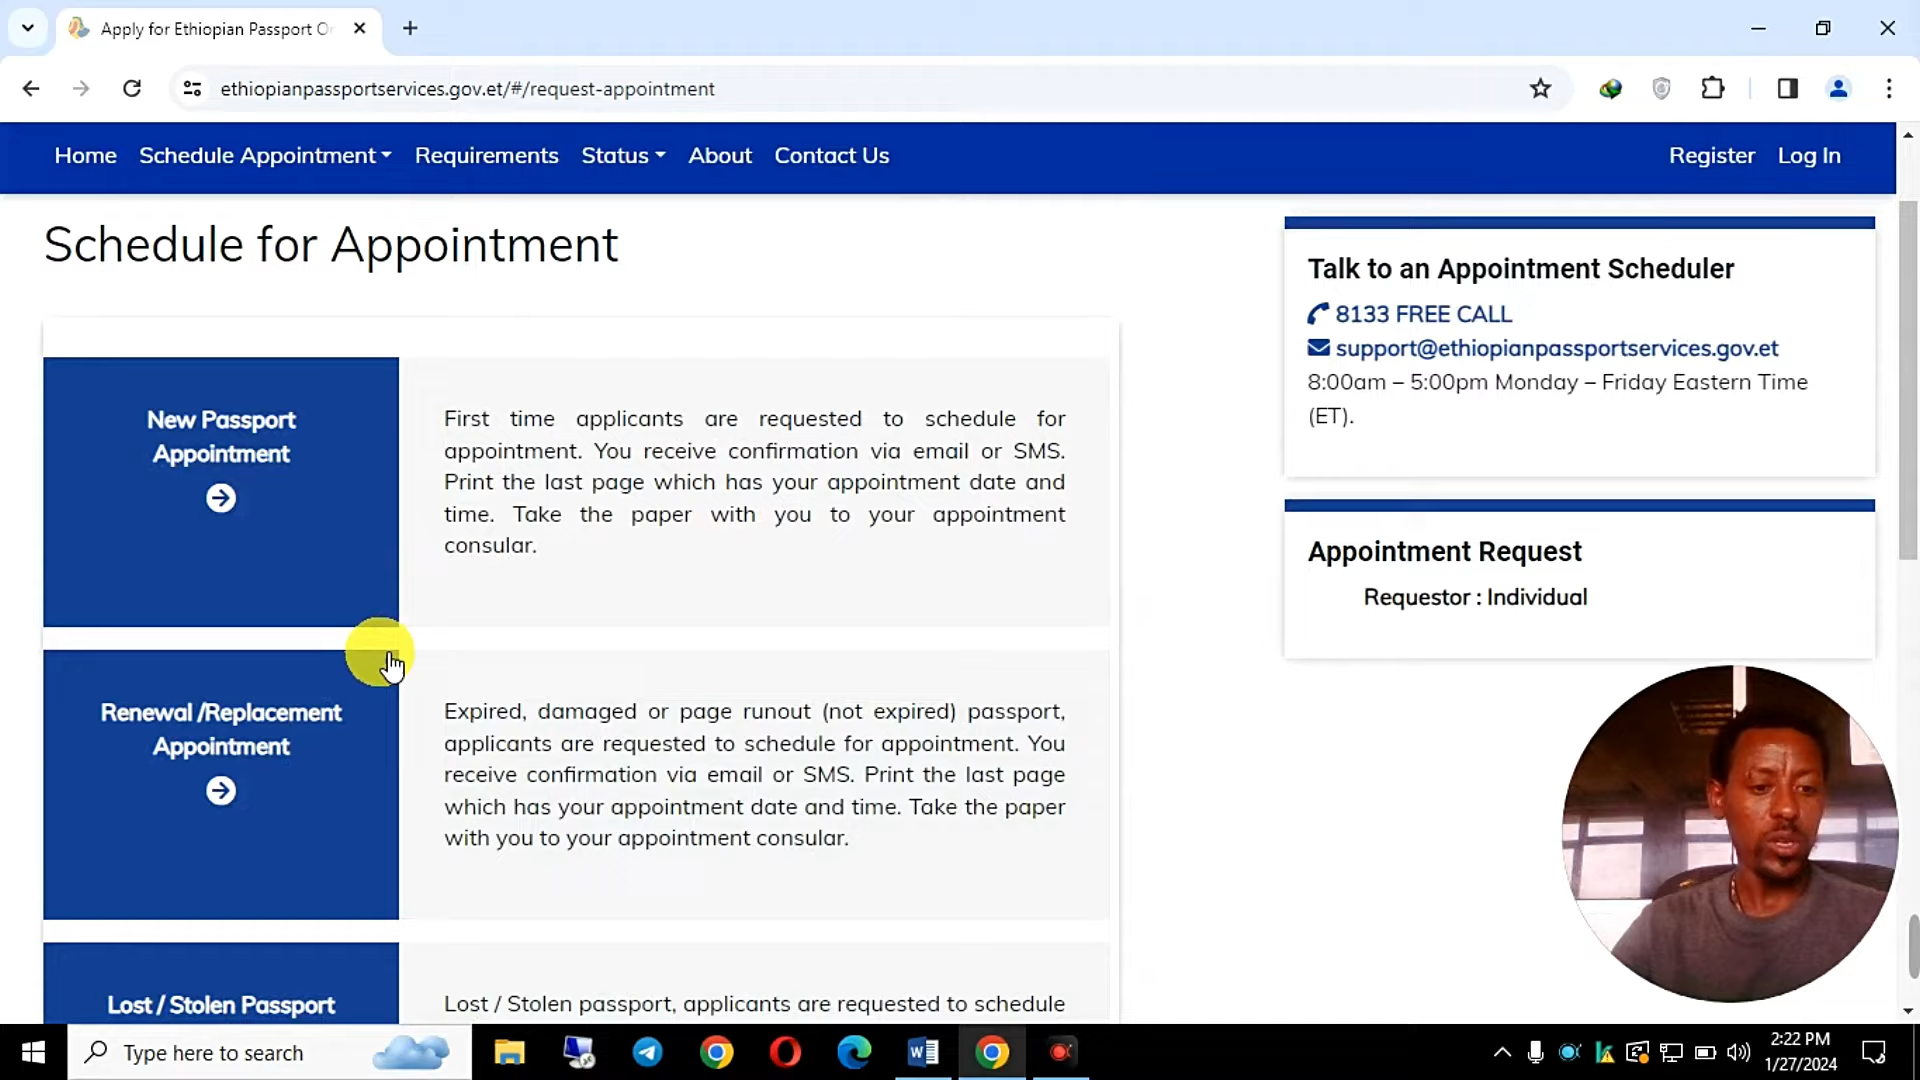 Apply for Ethiopian Passport On
ethiopianpassportservices.gov.et/#/request-appointment
Home Schedule Appointment Requirements Status About Contact Us Register Log In
Schedule for Appointment
New Passport
Appointment
First time applicants are requested to schedule for
appointment. You receive confirmation via email or SMS.
Print the last page which has your appointment date and
time. Take the paper with you to your appointment
consular.
Renewal /Replacement
Appointment
Expired, damaged or page runout (not expired) passport,
applicants are requested to schedule for appointment. You
receive confirmation via email or SMS. Print the last page
which has your appointment date and time. Take the paper
with you to your appointment consular.
Lost / Stolen Passport
Lost / Stolen passport, applicants are requested to schedule
Talk to an Appointment Scheduler
8133 FREE CALL
support@ethiopianpassportservices.gov.et
8:00am – 5:00pm Monday – Friday Eastern Time
(ET).
Appointment Request
Requestor : Individual
Type here to search
2:22 PM
1/27/2024